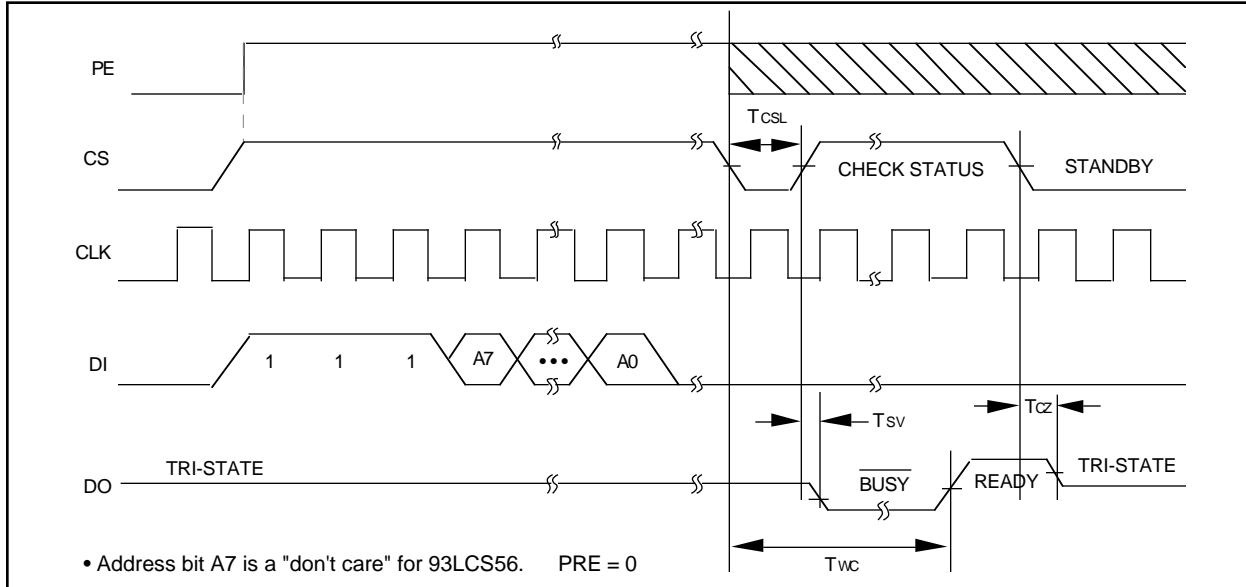 PE
TCSL
CS
CHECK STATUS
STANDBY
CLK
DI
1 1 1 A7 ••• A0
TSV
TCZ
TRI-STATE
DO
BUSY
READY
TRI-STATE
TWC
• Address bit A7 is a "don't care" for 93LCS56. PRE = 0